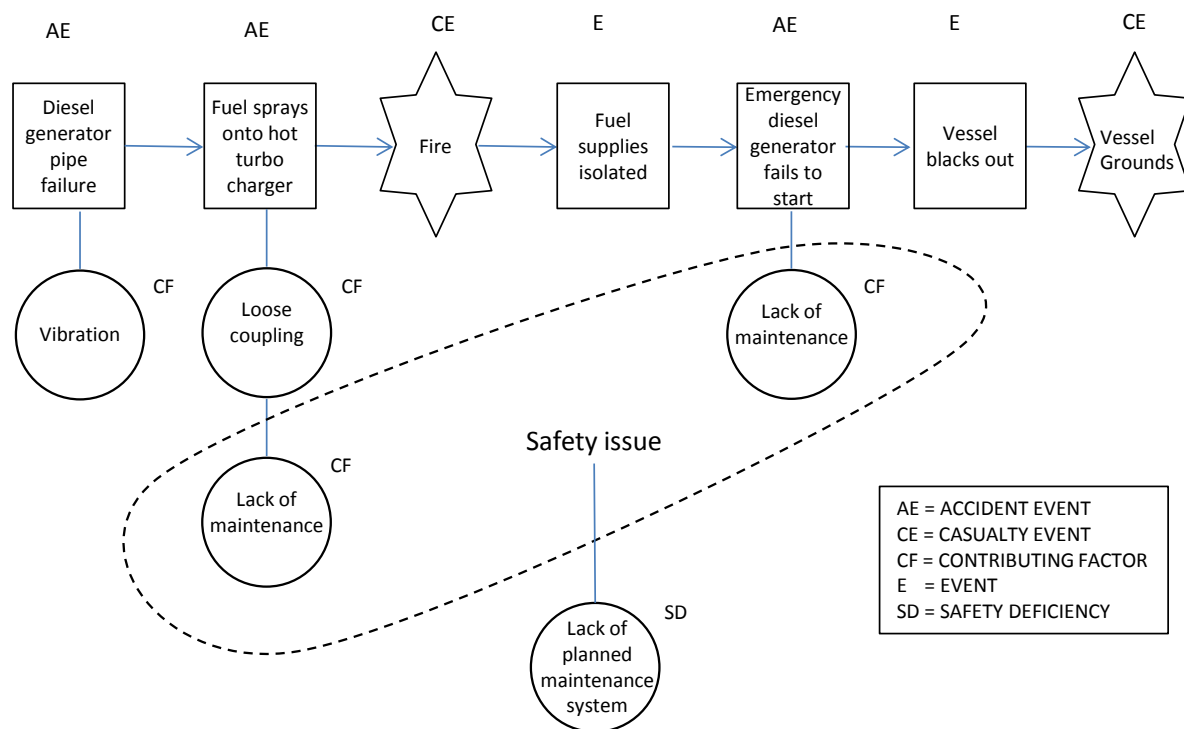 AE
AE
CE
E
AE
E
CE
Diesel
generator
pipe
failure
Fuel sprays
onto hot
turbo
charger
Fire
Fuel
supplies
isolated
Emergency
diesel
generator
fails to
start
Vessel
blacks out
Vessel
Grounds
CF
Vibration
CF
Loose
coupling
CF
Lack of
maintenance
CF
Lack of
maintenance
Safety issue
SD
Lack of
planned
maintenance
system
AE = ACCIDENT EVENT
CE = CASUALTY EVENT
CF = CONTRIBUTING FACTOR
E = EVENT
SD = SAFETY DEFICIENCY